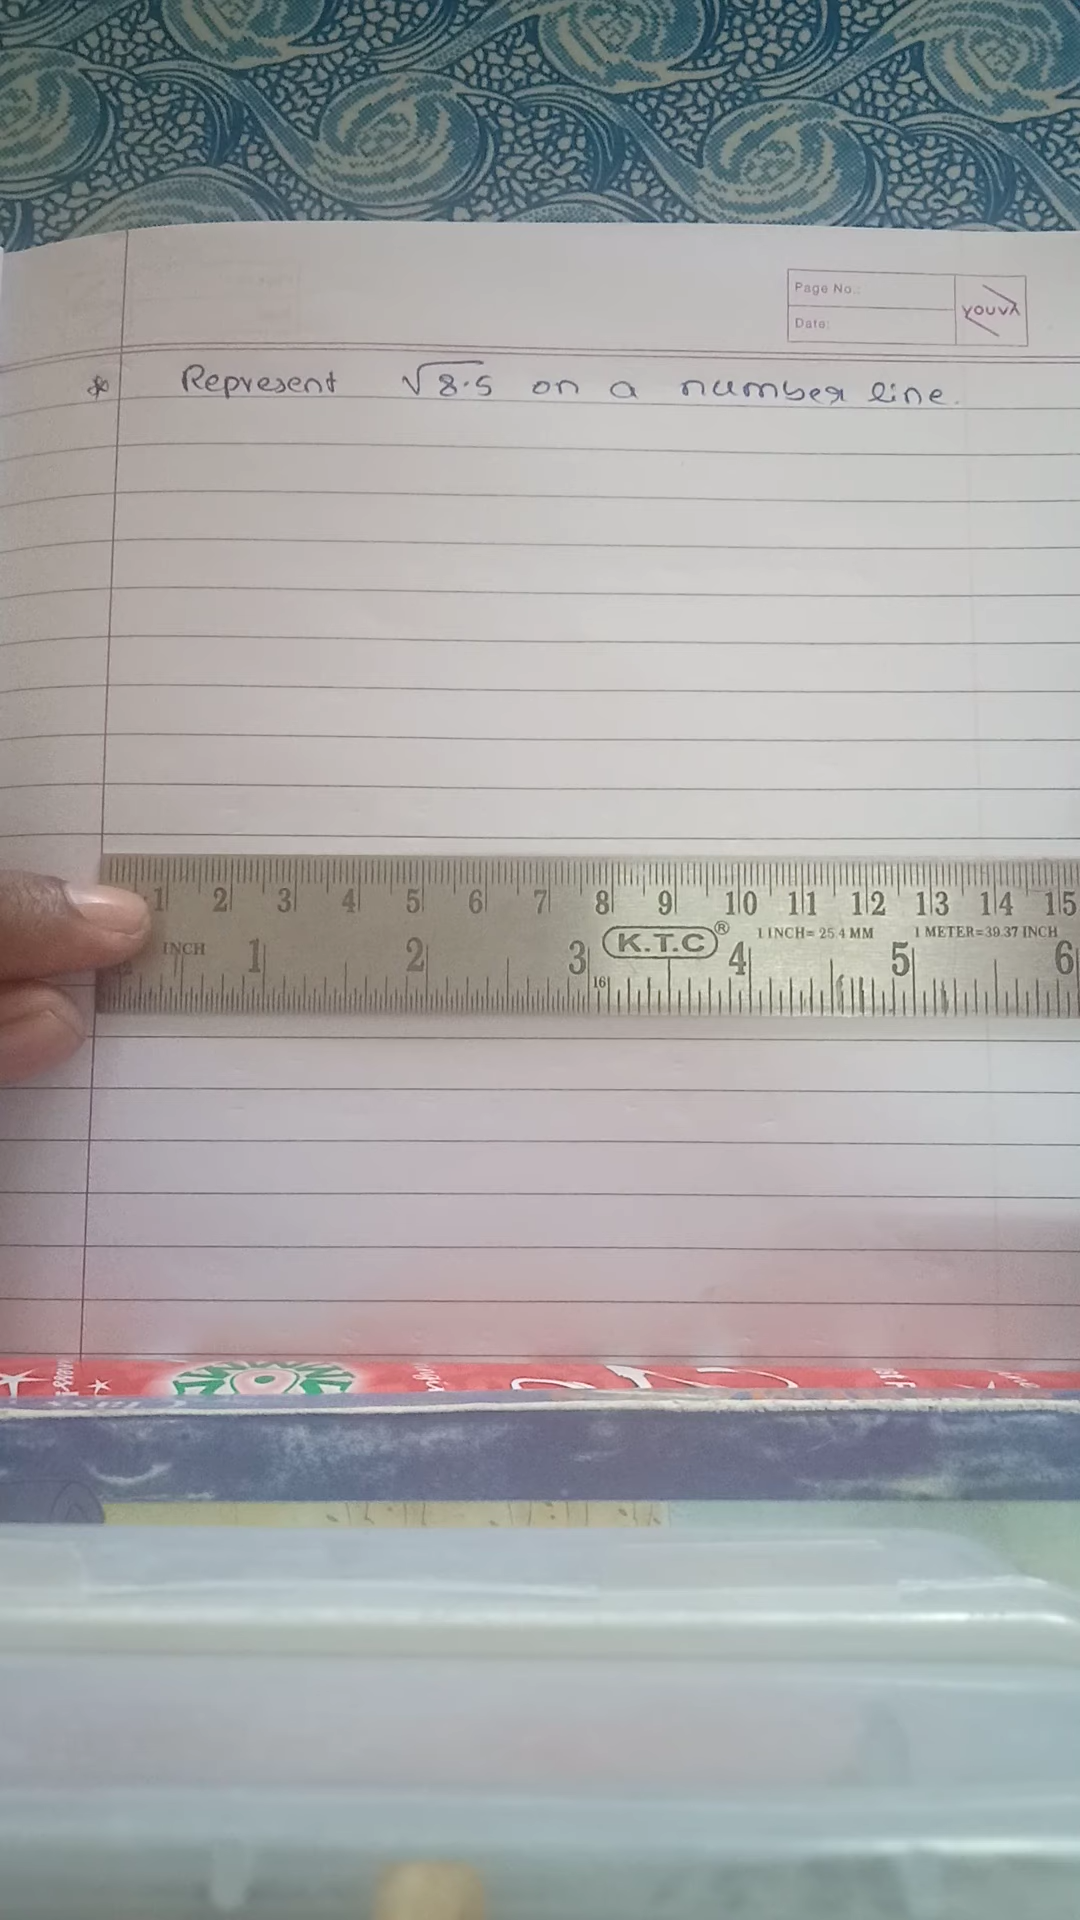 Page No.:
Date:
YOUVA
Represent √8.5 on a number line.
1 2 3 4 5 6 7 8 9 10 11 12 13 14 15
INCH 1 2 3 K.T.C ® 4 1 INCH= 25.4 MM 5 1 METER=39.37 INCH 6
16